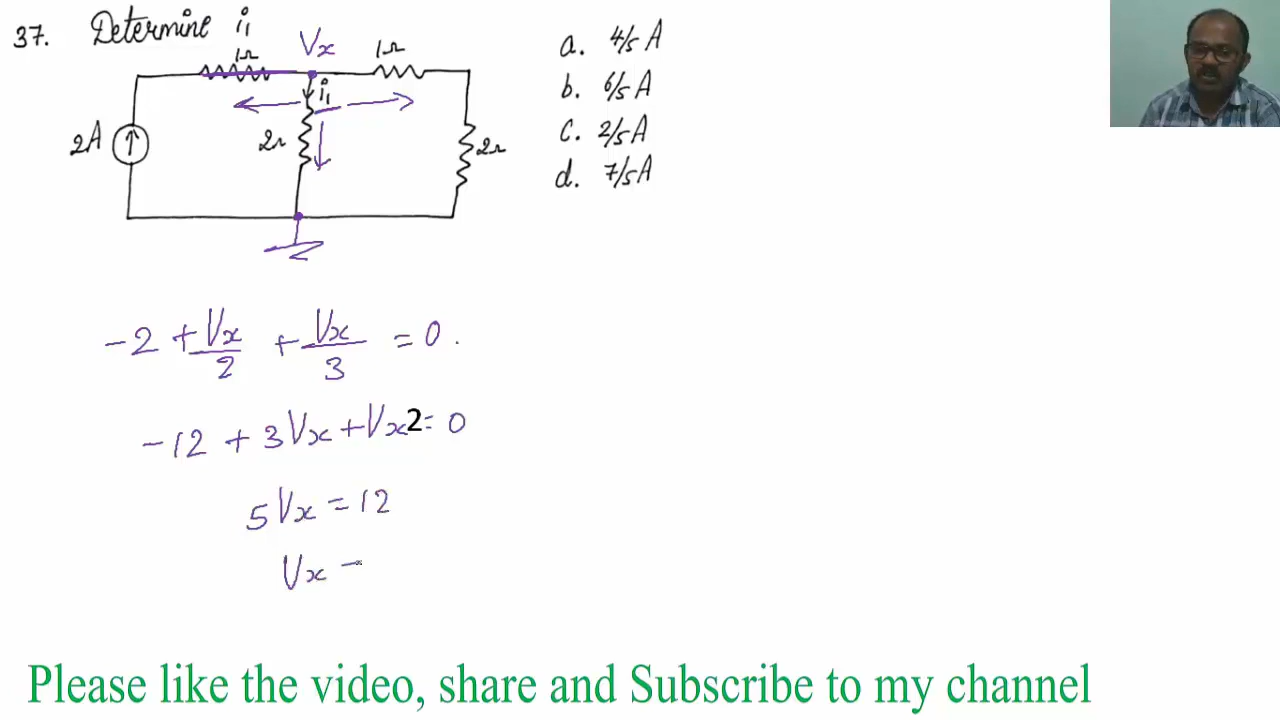 37. Determine i1
a. 4/5 A
b. 6/5 A
c. 2/5 A
d. 7/5 A
1Ω Vx 1Ω
i1
2A 2Ω 2Ω
-2 + Vx/2 + Vx/3 = 0.
-12 + 3Vx + Vx2 = 0
5Vx = 12
Vx -
Please like the video, share and Subscribe to my channel